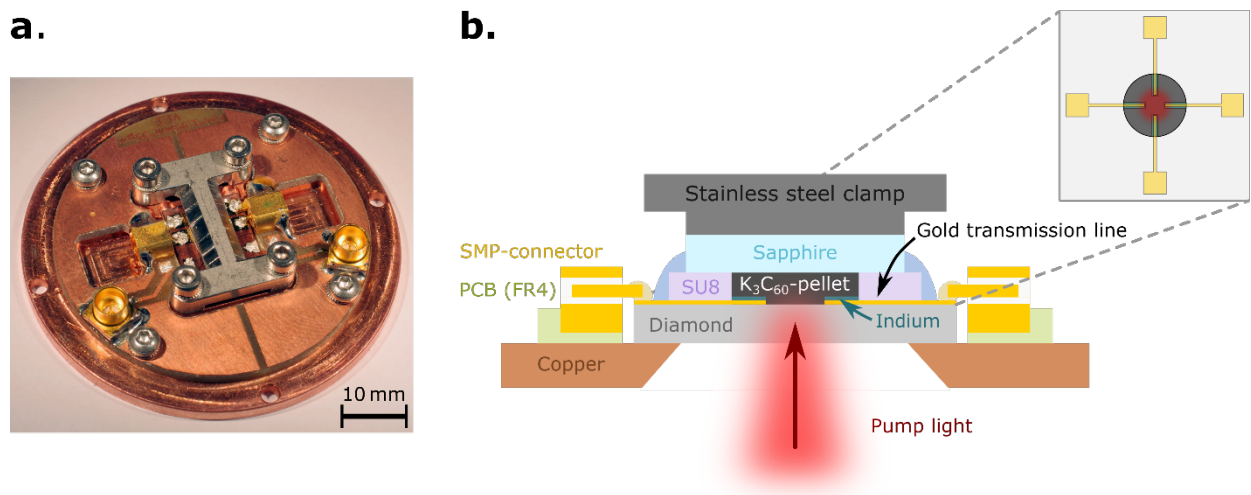 a.
b.
10 mm
Stainless steel clamp
Gold transmission line
SMP-connector
Sapphire
PCB (FR4)
SU8
K₃C₆₀-pellet
Diamond
Indium
Copper
Pump light